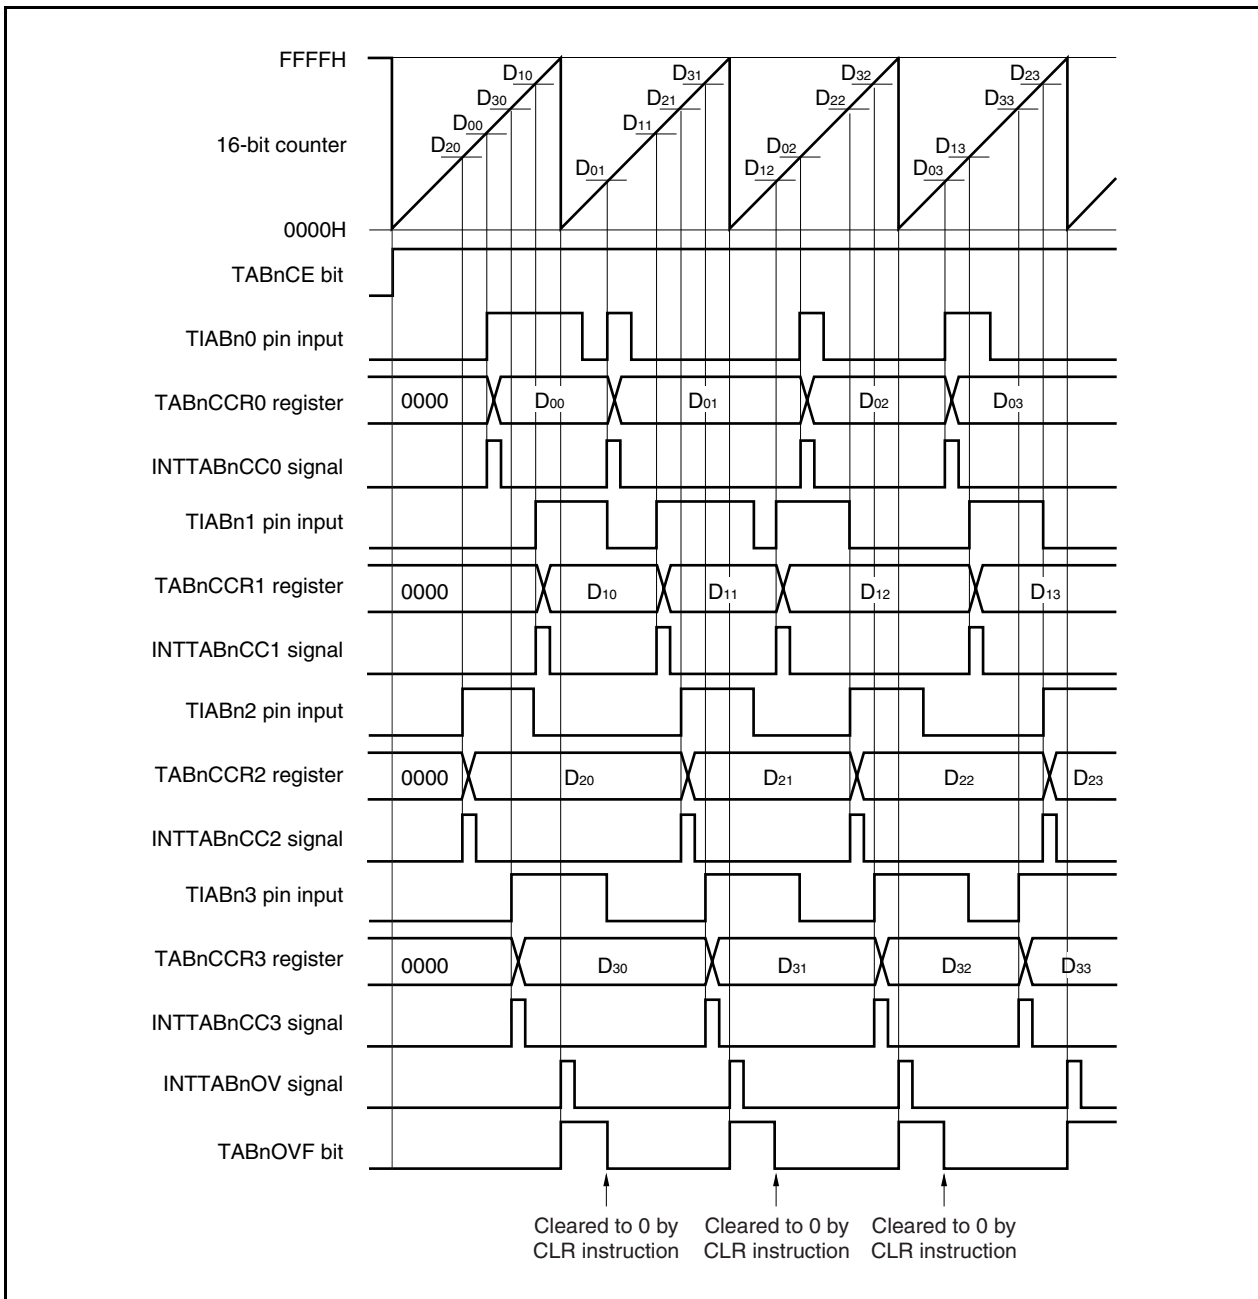 FFFFH
D10
D31
D32
D23
D30
D21
D22
D33
D00
D11
16-bit counter
D20
D02
D13
D01
D12
D03
0000H
TABnCE bit
TIABn0 pin input
TABnCCR0 register 0000 D00 D01 D02 D03
INTTABnCC0 signal
TIABn1 pin input
TABnCCR1 register 0000 D10 D11 D12 D13
INTTABnCC1 signal
TIABn2 pin input
TABnCCR2 register 0000 D20 D21 D22 D23
INTTABnCC2 signal
TIABn3 pin input
TABnCCR3 register 0000 D30 D31 D32 D33
INTTABnCC3 signal
INTTABnOV signal
TABnOVF bit
Cleared to 0 by
CLR instruction
Cleared to 0 by
CLR instruction
Cleared to 0 by
CLR instruction